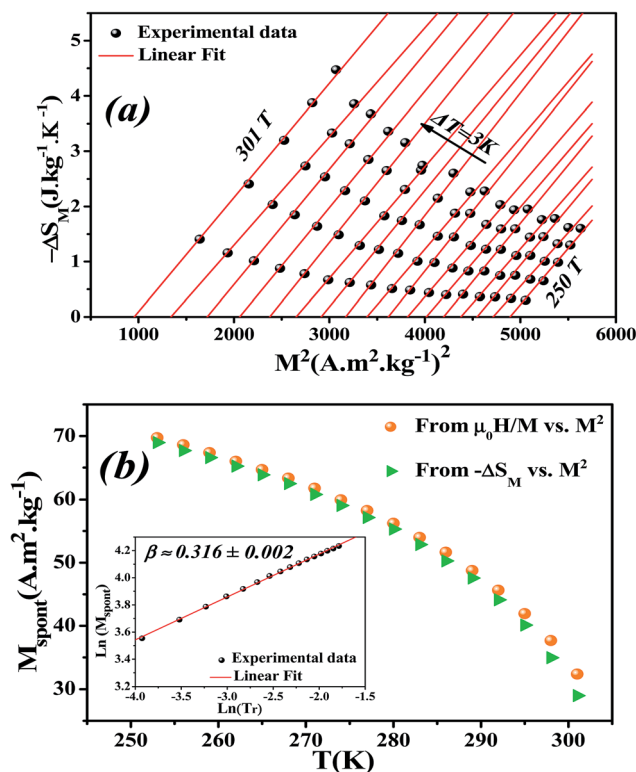 (a)
Experimental data
Linear Fit
ΔT=3K
301 T
250 T
−ΔS_M(J.kg⁻¹.K⁻¹)
5
4
3
2
1
0
1000 2000 3000 4000 5000 6000
M²(A.m².kg⁻¹)²
(b)
From μ₀H/M vs. M²
From -ΔS_M vs. M²
M_spont(A.m².kg⁻¹)
70
60
50
40
30
β ≈ 0.316 ± 0.002
Ln (M_spont)
4.2
4.0
3.8
3.6
3.4
3.2
Experimental data
Linear Fit
-4.0 -3.5 -3.0 -2.5 -2.0 -1.5
Ln(Tr)
250 260 270 280 290 300
T(K)